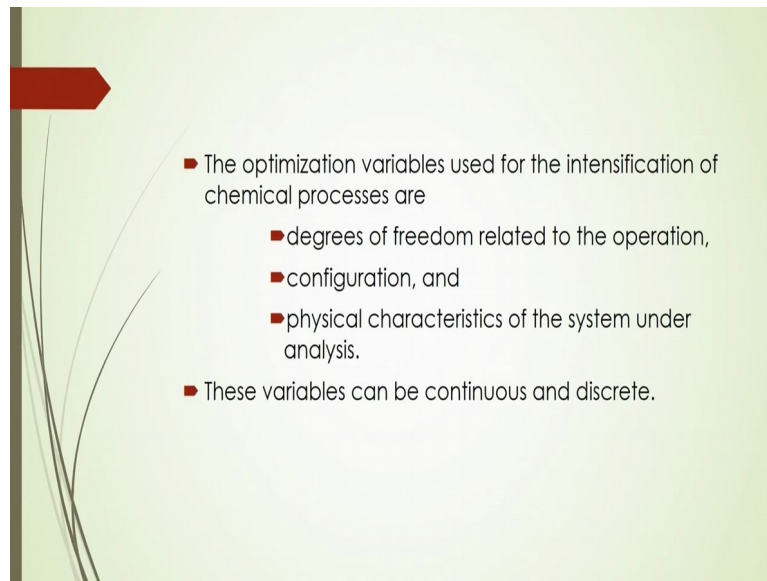 The optimization variables used for the intensification of
chemical processes are
degrees of freedom related to the operation,
configuration, and
physical characteristics of the system under
analysis.
These variables can be continuous and discrete.